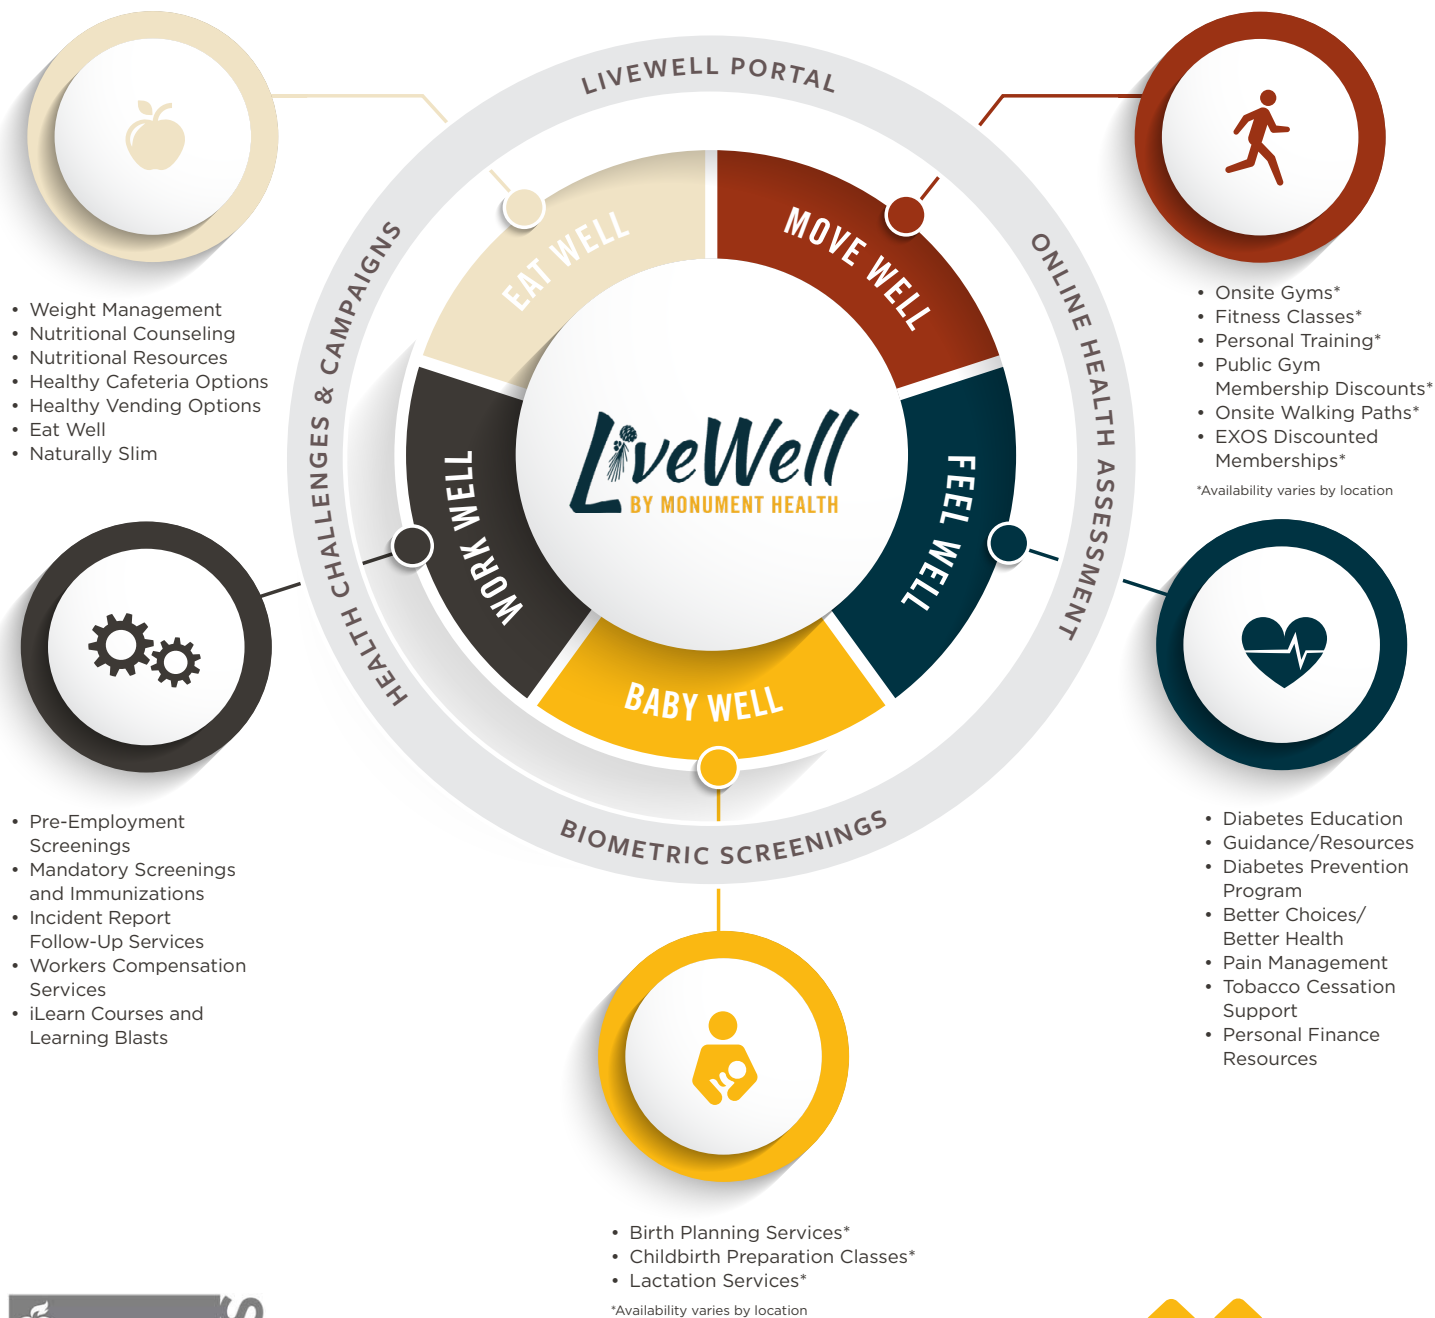 LIVEWELL PORTAL
ONLINE HEALTH ASSESSMENT
BIOMETRIC SCREENINGS
HEALTH CHALLENGES & CAMPAIGNS
EAT WELL
MOVE WELL
FEEL WELL
BABY WELL
WORK WELL
LiveWell
BY MONUMENT HEALTH
• Weight Management
• Nutritional Counseling
• Nutritional Resources
• Healthy Cafeteria Options
• Healthy Vending Options
• Eat Well
• Naturally Slim
• Onsite Gyms*
• Fitness Classes*
• Personal Training*
• Public Gym
Membership Discounts*
• Onsite Walking Paths*
• EXOS Discounted
Memberships*
*Availability varies by location
• Pre-Employment
Screenings
• Mandatory Screenings
and Immunizations
• Incident Report
Follow-Up Services
• Workers Compensation
Services
• iLearn Courses and
Learning Blasts
• Diabetes Education
• Guidance/Resources
• Diabetes Prevention
Program
• Better Choices/
Better Health
• Pain Management
• Tobacco Cessation
Support
• Personal Finance
Resources
• Birth Planning Services*
• Childbirth Preparation Classes*
• Lactation Services*
*Availability varies by location